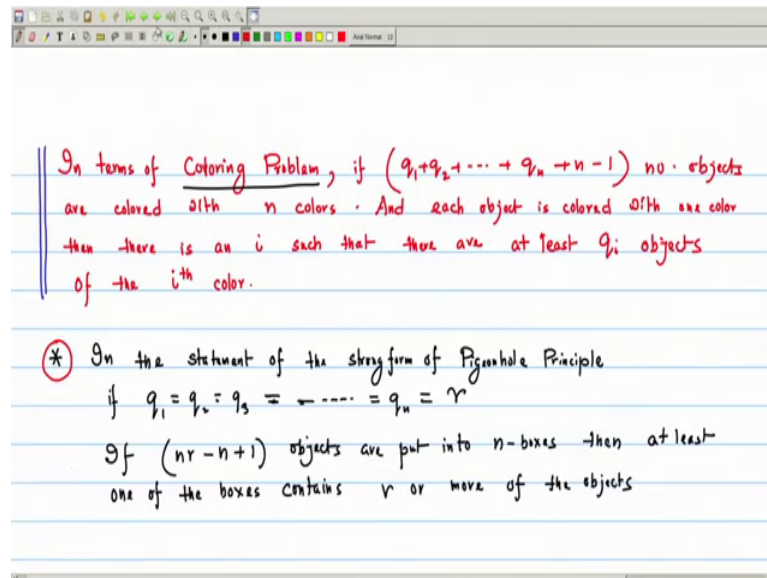 In terms of Coloring Problem, if (q₁+q₂+ --- + qₙ +n-1) no. objects
are colored with n colors. And each object is colored with one color
then there is an i such that there are at least qᵢ objects
of the iᵗʰ color.
* In the statement of the strong form of Pigeonhole Principle
if q₁ = q₂ = q₃ = ----- = qₙ = r
If (nr - n + 1) objects are put into n-boxes then at least
one of the boxes contains r or more of the objects